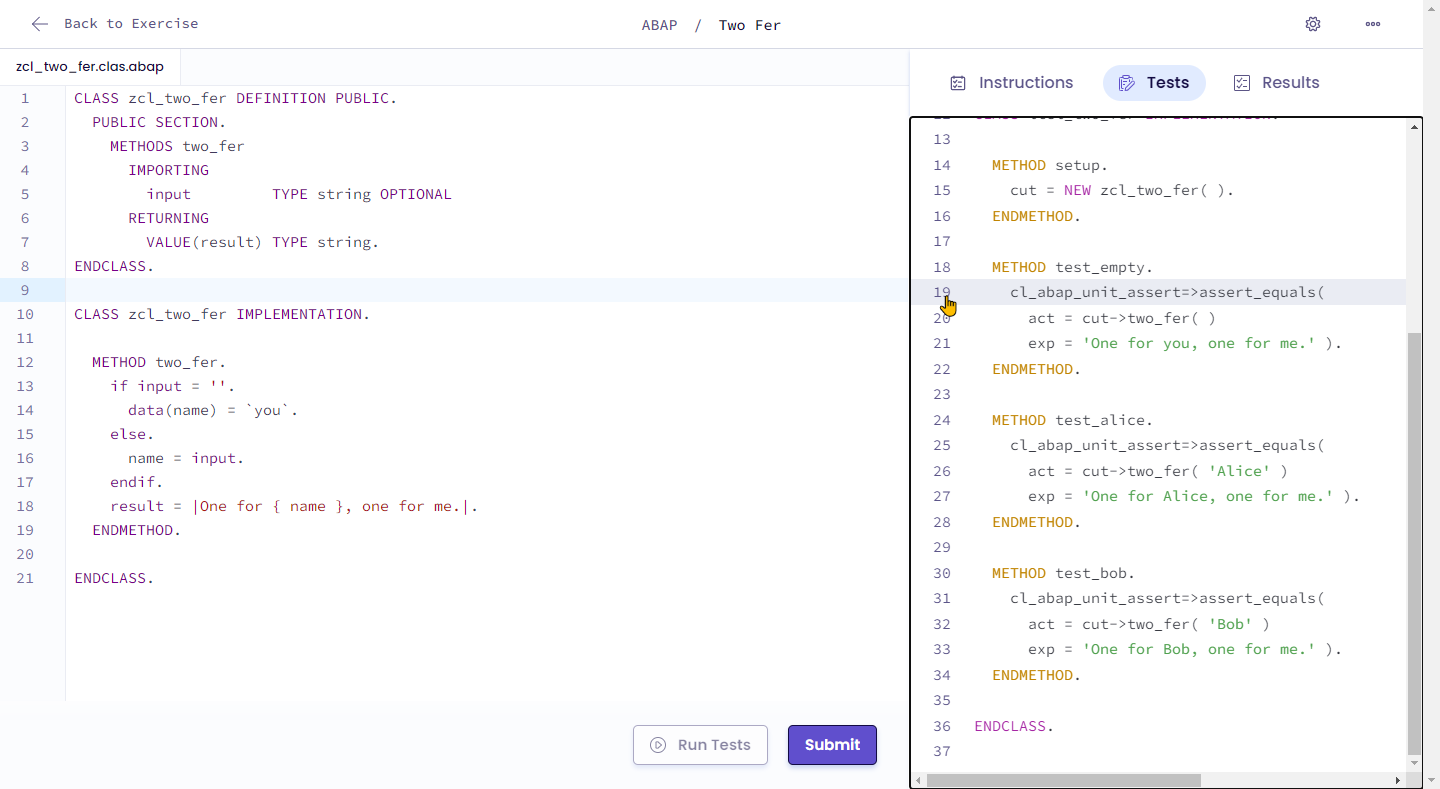 Back to Exercise
ABAP / Two Fer
zcl_two_fer.clas.abap
1 CLASS zcl_two_fer DEFINITION PUBLIC.
2 PUBLIC SECTION.
3 METHODS two_fer
4 IMPORTING
5 input TYPE string OPTIONAL
6 RETURNING
7 VALUE(result) TYPE string.
8 ENDCLASS.
9
10 CLASS zcl_two_fer IMPLEMENTATION.
11
12 METHOD two_fer.
13 if input = ''.
14 data(name) = `you`.
15 else.
16 name = input.
17 endif.
18 result = |One for { name }, one for me.|.
19 ENDMETHOD.
20
21 ENDCLASS.
Run Tests
Submit
Instructions
Tests
Results
13
14 METHOD setup.
15 cut = NEW zcl_two_fer( ).
16 ENDMETHOD.
17
18 METHOD test_empty.
19 cl_abap_unit_assert=>assert_equals(
20 act = cut->two_fer( )
21 exp = 'One for you, one for me.' ).
22 ENDMETHOD.
23
24 METHOD test_alice.
25 cl_abap_unit_assert=>assert_equals(
26 act = cut->two_fer( 'Alice' )
27 exp = 'One for Alice, one for me.' ).
28 ENDMETHOD.
29
30 METHOD test_bob.
31 cl_abap_unit_assert=>assert_equals(
32 act = cut->two_fer( 'Bob' )
33 exp = 'One for Bob, one for me.' ).
34 ENDMETHOD.
35
36 ENDCLASS.
37